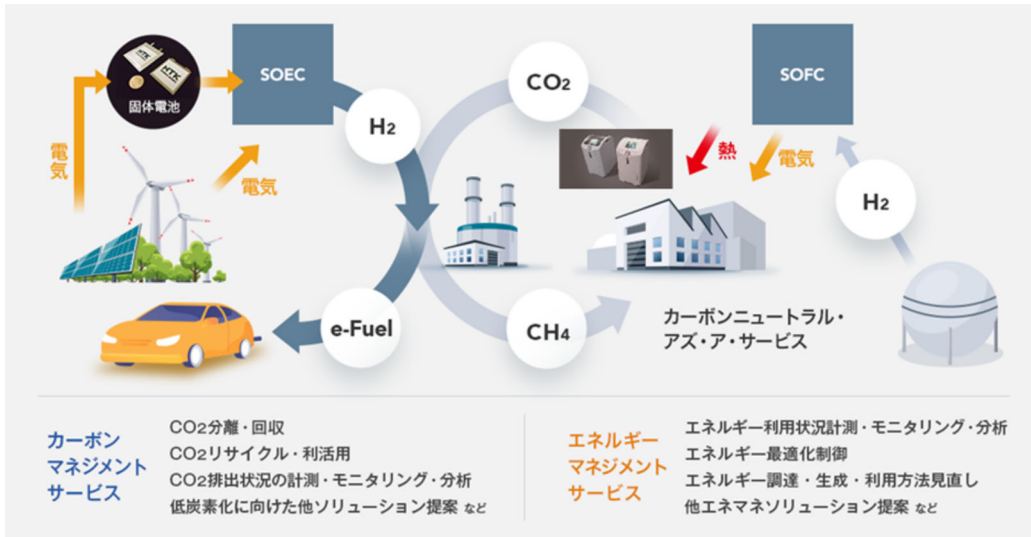 固体電池
SOEC
CO2
SOFC
H2
電気
電気
熱
電気
H2
e-Fuel
CH4
カーボンニュートラル・
アズ・ア・サービス
カーボン
マネジメント
サービス
CO2分離・回収
CO2リサイクル・利活用
CO2排出状況の計測・モニタリング・分析
低炭素化に向けた他ソリューション提案 など
エネルギー
マネジメント
サービス
エネルギー利用状況計測・モニタリング・分析
エネルギー最適化制御
エネルギー調達・生成・利用方法見直し
他エネマネソリューション提案 など